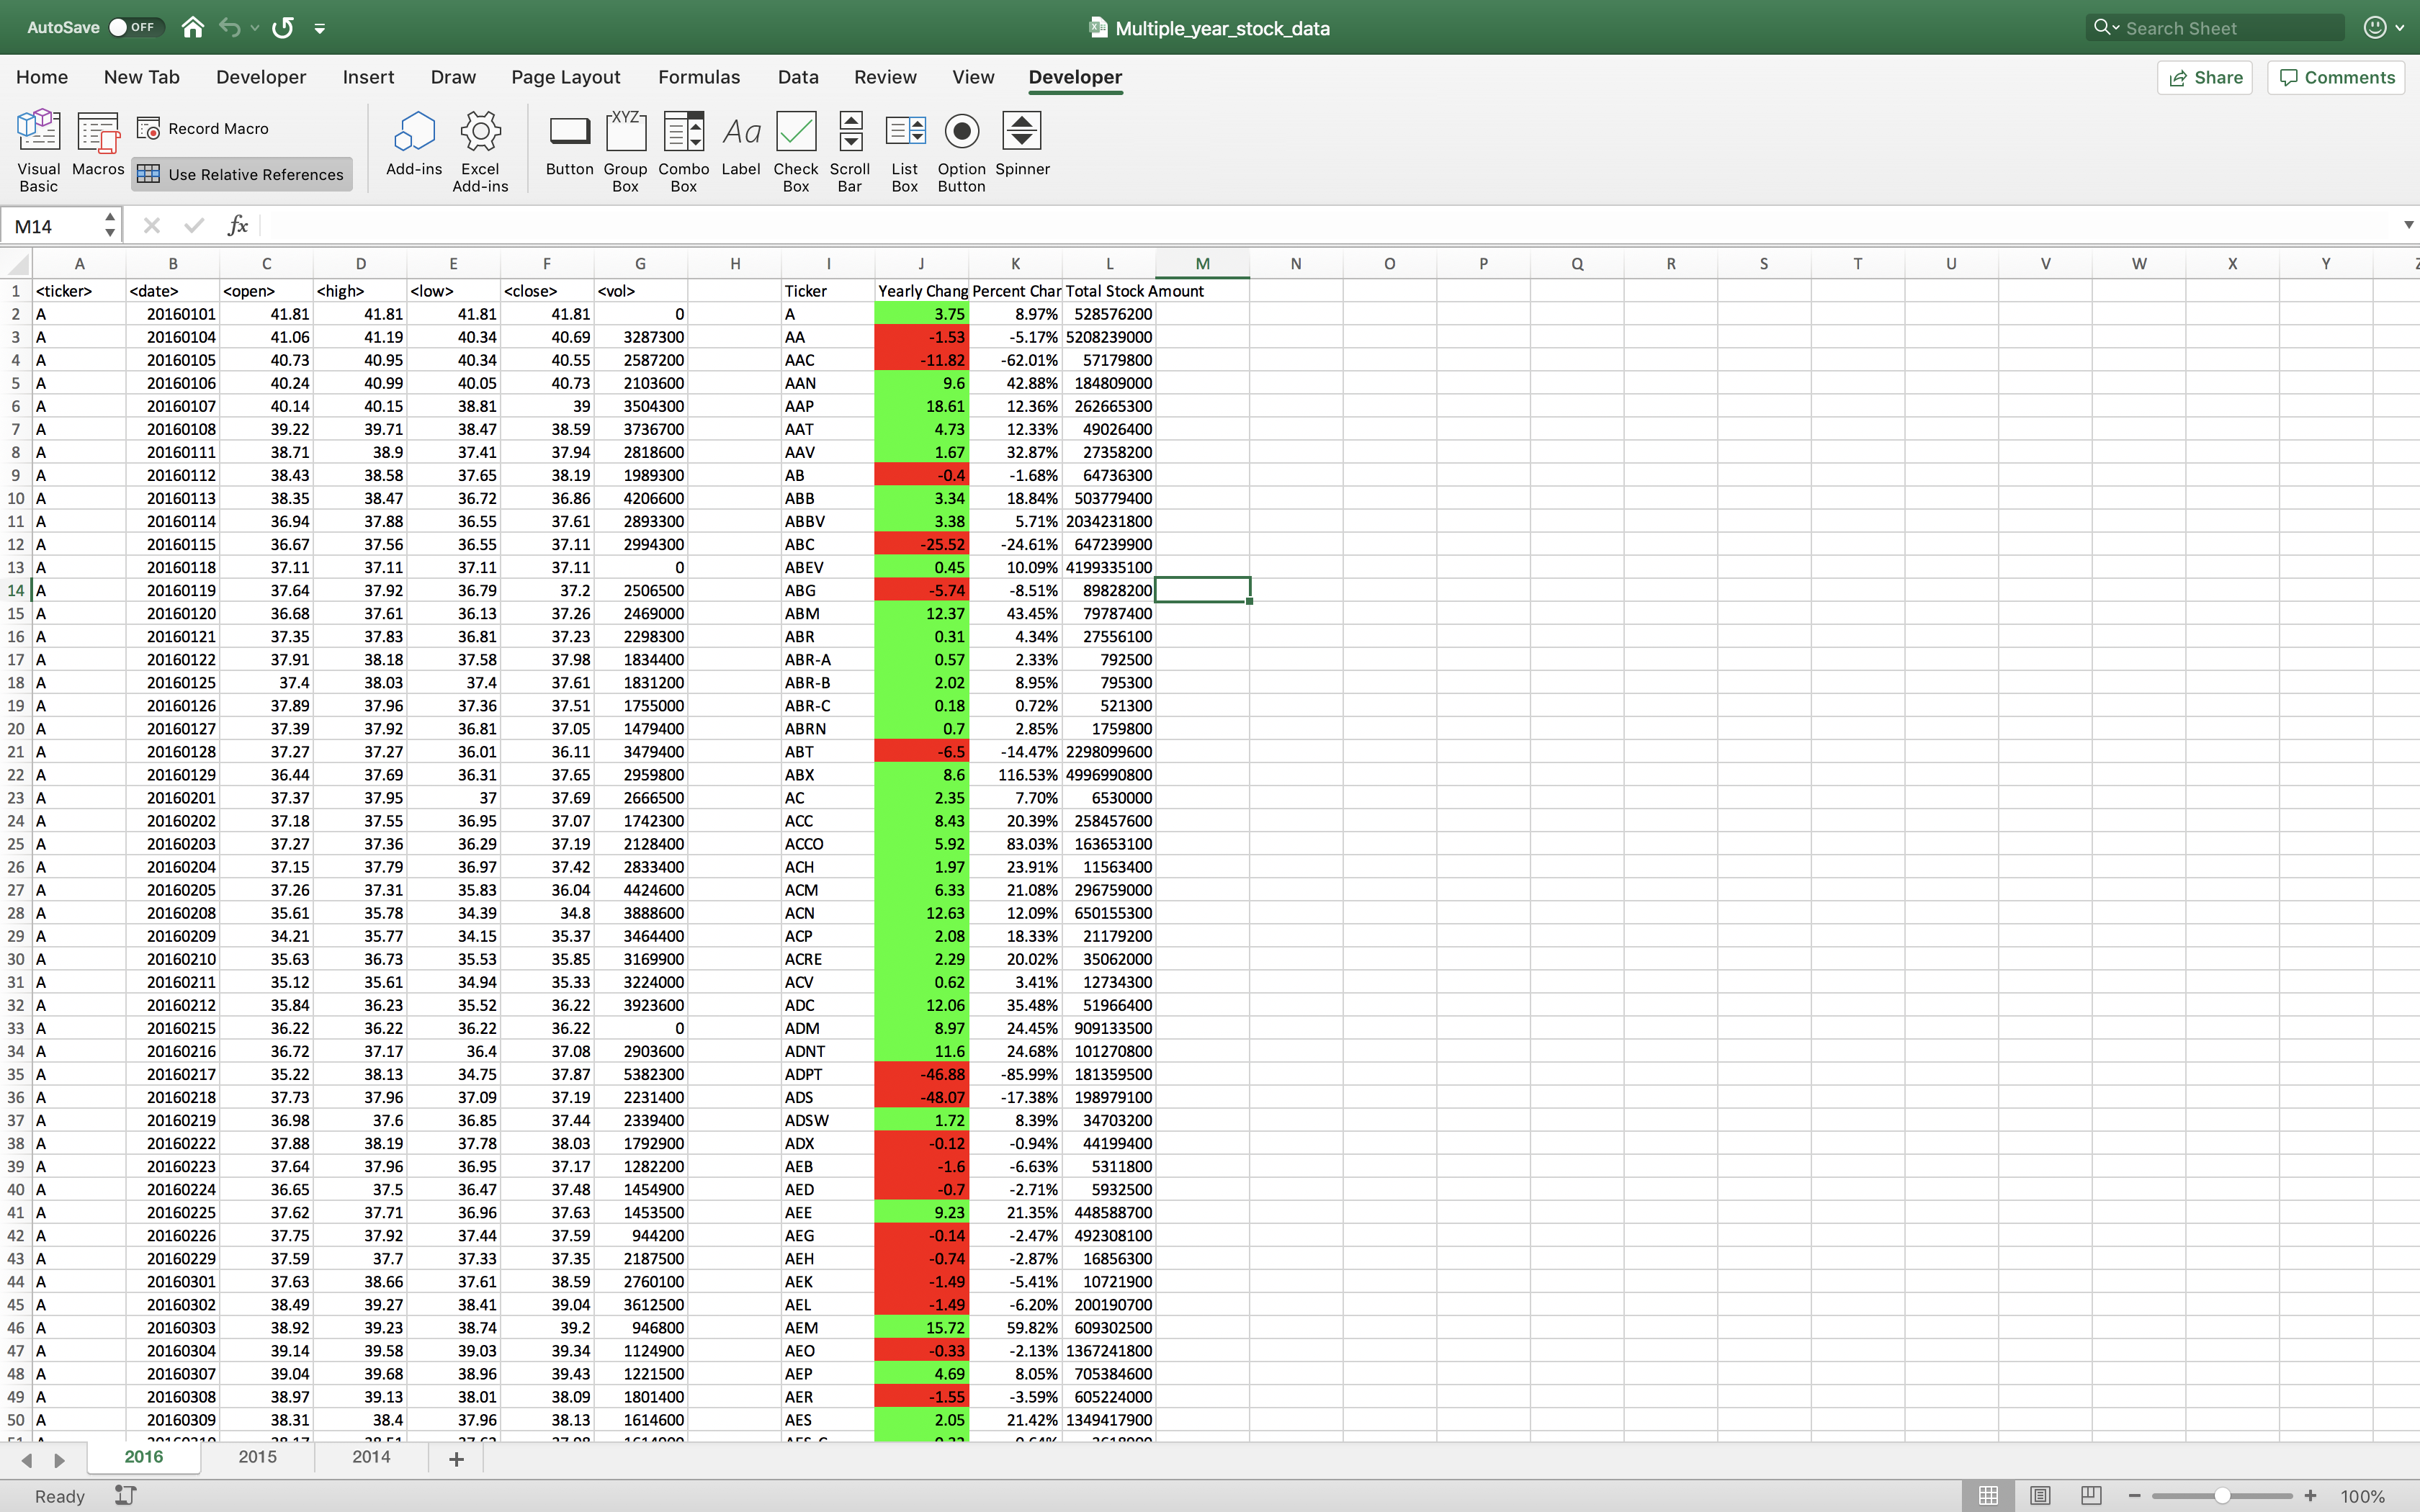 AutoSave OFF Multiple_year_stock_data Search Sheet
Home New Tab Developer Insert Draw Page Layout Formulas Data Review View Developer Share Comments
Visual Basic Macros Record Macro Use Relative References Add-ins Excel Add-ins Button Group Box XYZ Combo Box Aa Label Check Box Scroll Bar List Box Option Button Spinner
M14 fx
A B C D E F G H I J K L M N O P Q R S T U V W X Y
1 <ticker> <date> <open> <high> <low> <close> <vol> Ticker Yearly Chang Percent Char Total Stock Amount
2 A 20160101 41.81 41.81 41.81 41.81 0 A 3.75 8.97% 528576200
3 A 20160104 41.06 41.19 40.34 40.69 3287300 AA -1.53 -5.17% 5208239000
4 A 20160105 40.73 40.95 40.34 40.55 2587200 AAC -11.82 -62.01% 57179800
5 A 20160106 40.24 40.99 40.05 40.73 2103600 AAN 9.6 42.88% 184809000
6 A 20160107 40.14 40.15 38.81 39 3504300 AAP 18.61 12.36% 262665300
7 A 20160108 39.22 39.71 38.47 38.59 3736700 AAT 4.73 12.33% 49026400
8 A 20160111 38.71 38.9 37.41 37.94 2818600 AAV 1.67 32.87% 27358200
9 A 20160112 38.43 38.58 37.65 38.19 1989300 AB -0.4 -1.68% 64736300
10 A 20160113 38.35 38.47 36.72 36.86 4206600 ABB 3.34 18.84% 503779400
11 A 20160114 36.94 37.88 36.55 37.61 2893300 ABBV 3.38 5.71% 2034231800
12 A 20160115 36.67 37.56 36.55 37.11 2994300 ABC -25.52 -24.61% 647239900
13 A 20160118 37.11 37.11 37.11 37.11 0 ABEV 0.45 10.09% 4199335100
14 A 20160119 37.64 37.92 36.79 37.2 2506500 ABG -5.74 -8.51% 89828200
15 A 20160120 36.68 37.61 36.13 37.26 2469000 ABM 12.37 43.45% 79787400
16 A 20160121 37.35 37.83 36.81 37.23 2298300 ABR 0.31 4.34% 27556100
17 A 20160122 37.91 38.18 37.58 37.98 1834400 ABR-A 0.57 2.33% 792500
18 A 20160125 37.4 38.03 37.4 37.61 1831200 ABR-B 2.02 8.95% 795300
19 A 20160126 37.89 37.96 37.36 37.51 1755000 ABR-C 0.18 0.72% 521300
20 A 20160127 37.39 37.92 36.81 37.05 1479400 ABRN 0.7 2.85% 1759800
21 A 20160128 37.27 37.27 36.01 36.11 3479400 ABT -6.5 -14.47% 2298099600
22 A 20160129 36.44 37.69 36.31 37.65 2959800 ABX 8.6 116.53% 4996990800
23 A 20160201 37.37 37.95 37 37.69 2666500 AC 2.35 7.70% 6530000
24 A 20160202 37.18 37.55 36.95 37.07 1742300 ACC 8.43 20.39% 258457600
25 A 20160203 37.27 37.36 36.29 37.19 2128400 ACCO 5.92 83.03% 163653100
26 A 20160204 37.15 37.79 36.97 37.42 2833400 ACH 1.97 23.91% 11563400
27 A 20160205 37.26 37.31 35.83 36.04 4424600 ACM 6.33 21.08% 296759000
28 A 20160208 35.61 35.78 34.39 34.8 3888600 ACN 12.63 12.09% 650155300
29 A 20160209 34.21 35.77 34.15 35.37 3464400 ACP 2.08 18.33% 21179200
30 A 20160210 35.63 36.73 35.53 35.85 3169900 ACRE 2.29 20.02% 35062000
31 A 20160211 35.12 35.61 34.94 35.33 3224000 ACV 0.62 3.41% 12734300
32 A 20160212 35.84 36.23 35.52 36.22 3923600 ADC 12.06 35.48% 51966400
33 A 20160215 36.22 36.22 36.22 36.22 0 ADM 8.97 24.45% 909133500
34 A 20160216 36.72 37.17 36.4 37.08 2903600 ADNT 11.6 24.68% 101270800
35 A 20160217 35.22 38.13 34.75 37.87 5382300 ADPT -46.88 -85.99% 181359500
36 A 20160218 37.73 37.96 37.09 37.19 2231400 ADS -48.07 -17.38% 198979100
37 A 20160219 36.98 37.6 36.85 37.44 2339400 ADSW 1.72 8.39% 34703200
38 A 20160222 37.88 38.19 37.78 38.03 1792900 ADX -0.12 -0.94% 44199400
39 A 20160223 37.64 37.96 36.95 37.17 1282200 AEB -1.6 -6.63% 5311800
40 A 20160224 36.65 37.5 36.47 37.48 1454900 AED -0.7 -2.71% 5932500
41 A 20160225 37.62 37.71 36.96 37.63 1453500 AEE 9.23 21.35% 448588700
42 A 20160226 37.75 37.92 37.44 37.59 944200 AEG -0.14 -2.47% 492308100
43 A 20160229 37.59 37.7 37.33 37.35 2187500 AEH -0.74 -2.87% 16856300
44 A 20160301 37.63 38.66 37.61 38.59 2760100 AEK -1.49 -5.41% 10721900
45 A 20160302 38.49 39.27 38.41 39.04 3612500 AEL -1.49 -6.20% 200190700
46 A 20160303 38.92 39.23 38.74 39.2 946800 AEM 15.72 59.82% 609302500
47 A 20160304 39.14 39.58 39.03 39.34 1124900 AEO -0.33 -2.13% 1367241800
48 A 20160307 39.04 39.68 38.96 39.43 1221500 AEP 4.69 8.05% 705384600
49 A 20160308 38.97 39.13 38.01 38.09 1801400 AER -1.55 -3.59% 605224000
50 A 20160309 38.31 38.4 37.96 38.13 1614600 AES 2.05 21.42% 1349417900
2016 2015 2014 +
Ready 100%